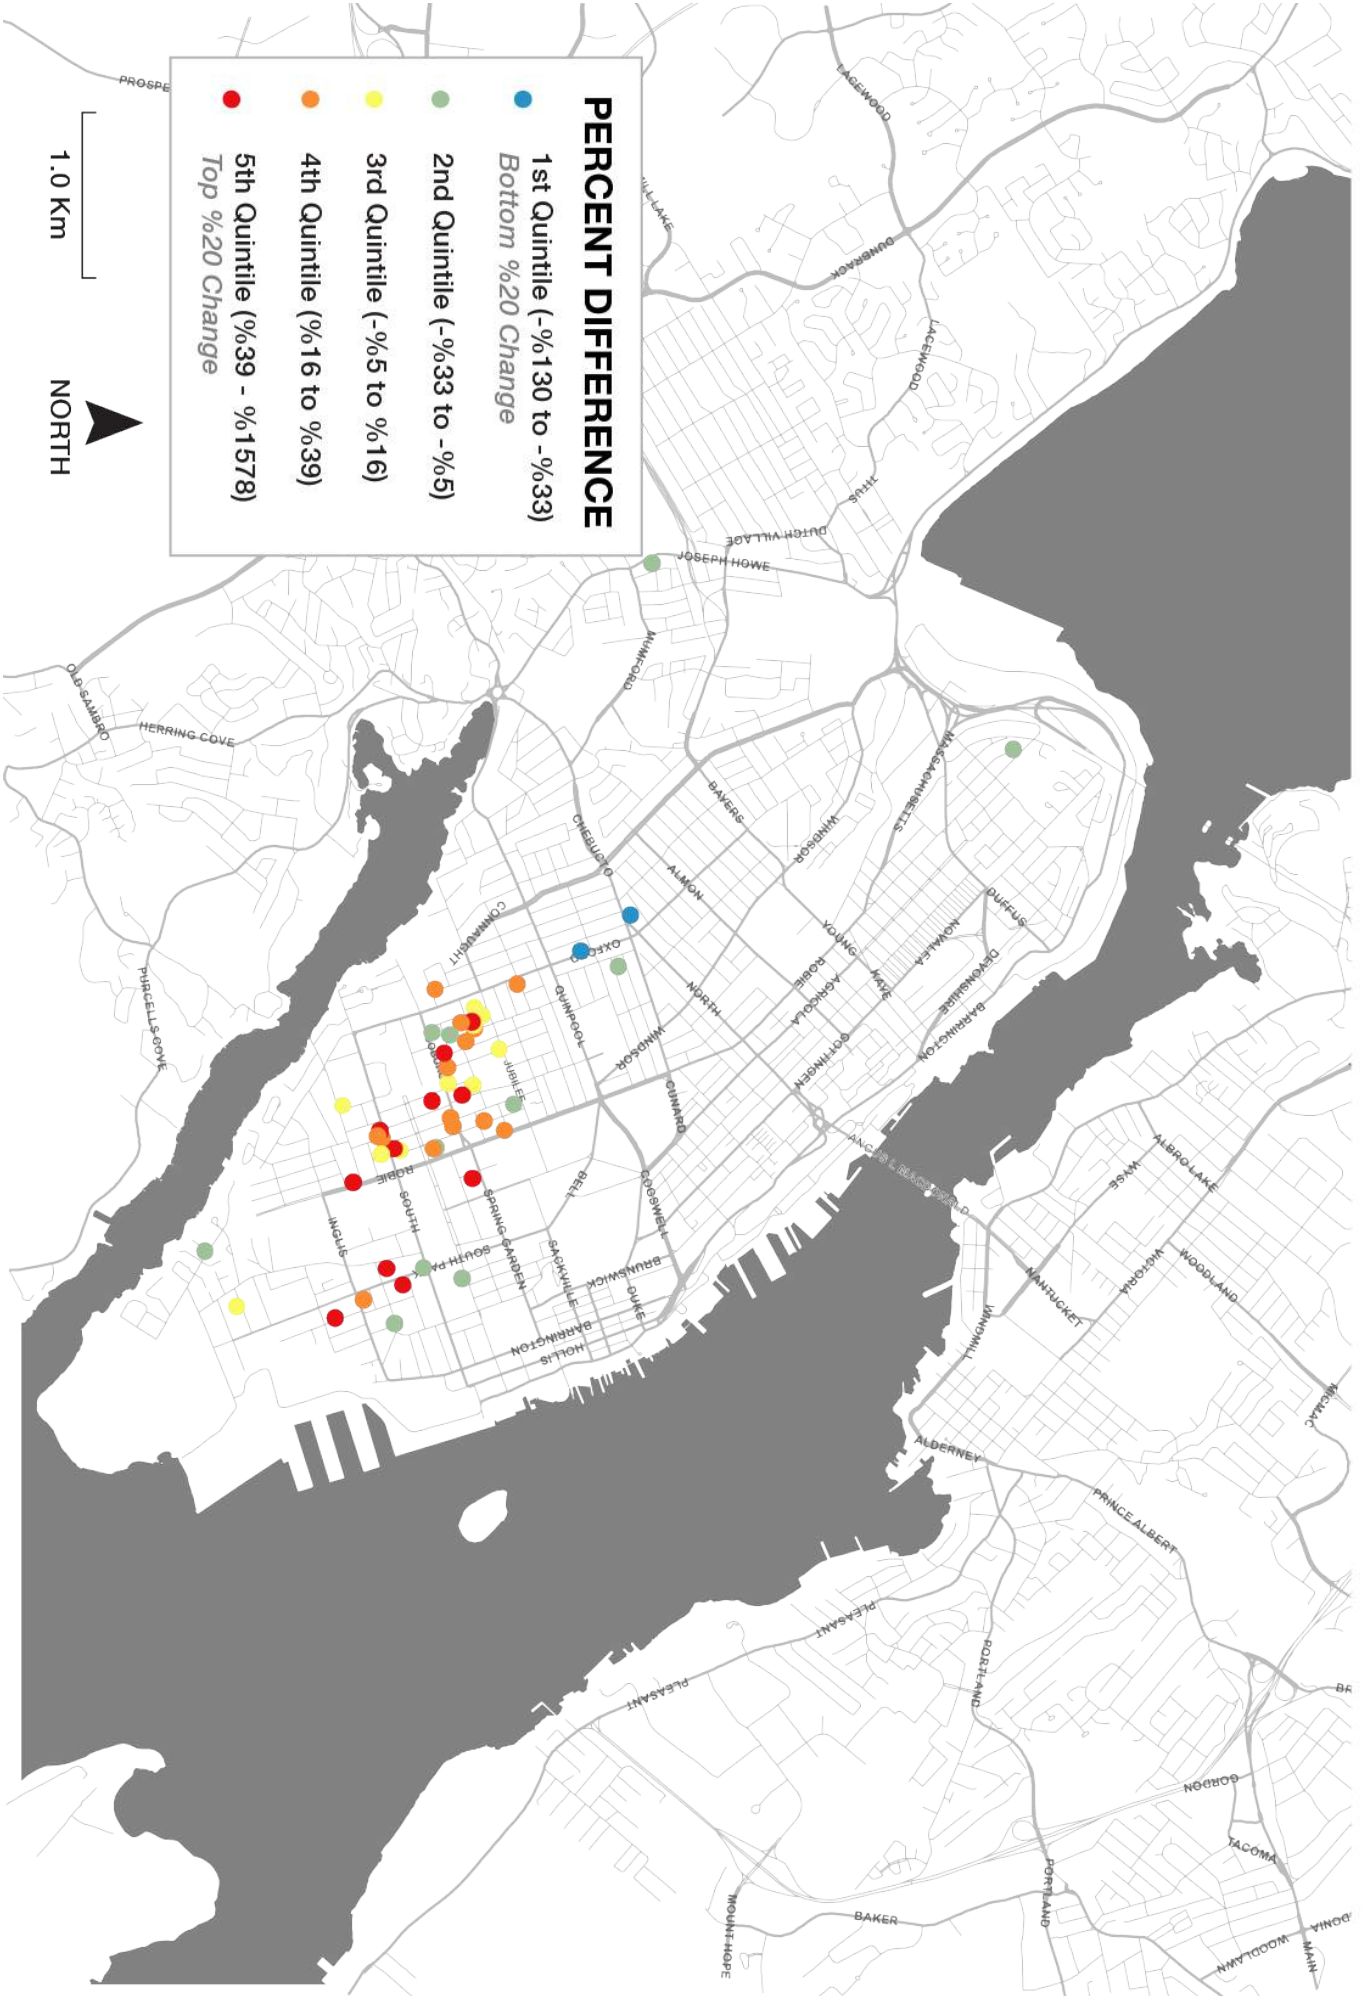 PERCENT DIFFERENCE
1st Quintile (-%130 to -%33)
Bottom %20 Change
2nd Quintile (-%33 to -%5)
3rd Quintile (-%5 to %16)
4th Quintile (%16 to %39)
5th Quintile (%39 - %1578)
Top %20 Change
1.0 Km
NORTH
PROSPE
LACEWOOD
DUNBRACK
LACEWOOD
TITUS
DUTCH VILLAGE
JOSEPH HOWE
MUMFORD
OLD SAMBRO
HERRING COVE
PURCELLS COVE
MASSACHUSETTS
BAYERS
WINDSOR
CHEBUCTO
ALMON
DUFFUS
NOVALEA
DEVONSHIRE
BARRINGTON
YOUNG
KAYE
ROBIE
AGRICOLA
GOTTINGEN
CONNAUGHT
OXFORD
QUINPOOL
NORTH
WINDSOR
CUNARD
JUBILEE
ANGUS L MACDONALD
ROBIE
SOUTH
INGLIS
BELL
COGSWELL
SPRING GARDEN
SOUTH PARK
SACKVILLE
BRUNSWICK
DUKE
BARRINGTON
HOLLIS
ALBRO LAKE
WYSE
VICTORIA
WOODLAND
NANTUCKET
WINDMILL
MICMAC
ALDERNEY
PRINCE ALBERT
PLEASANT
PLEASANT
PORTLAND
GORDON
TACOMA
PORTLAND
BAKER
MOUNT HOPE
WOODLAWN
MAIN